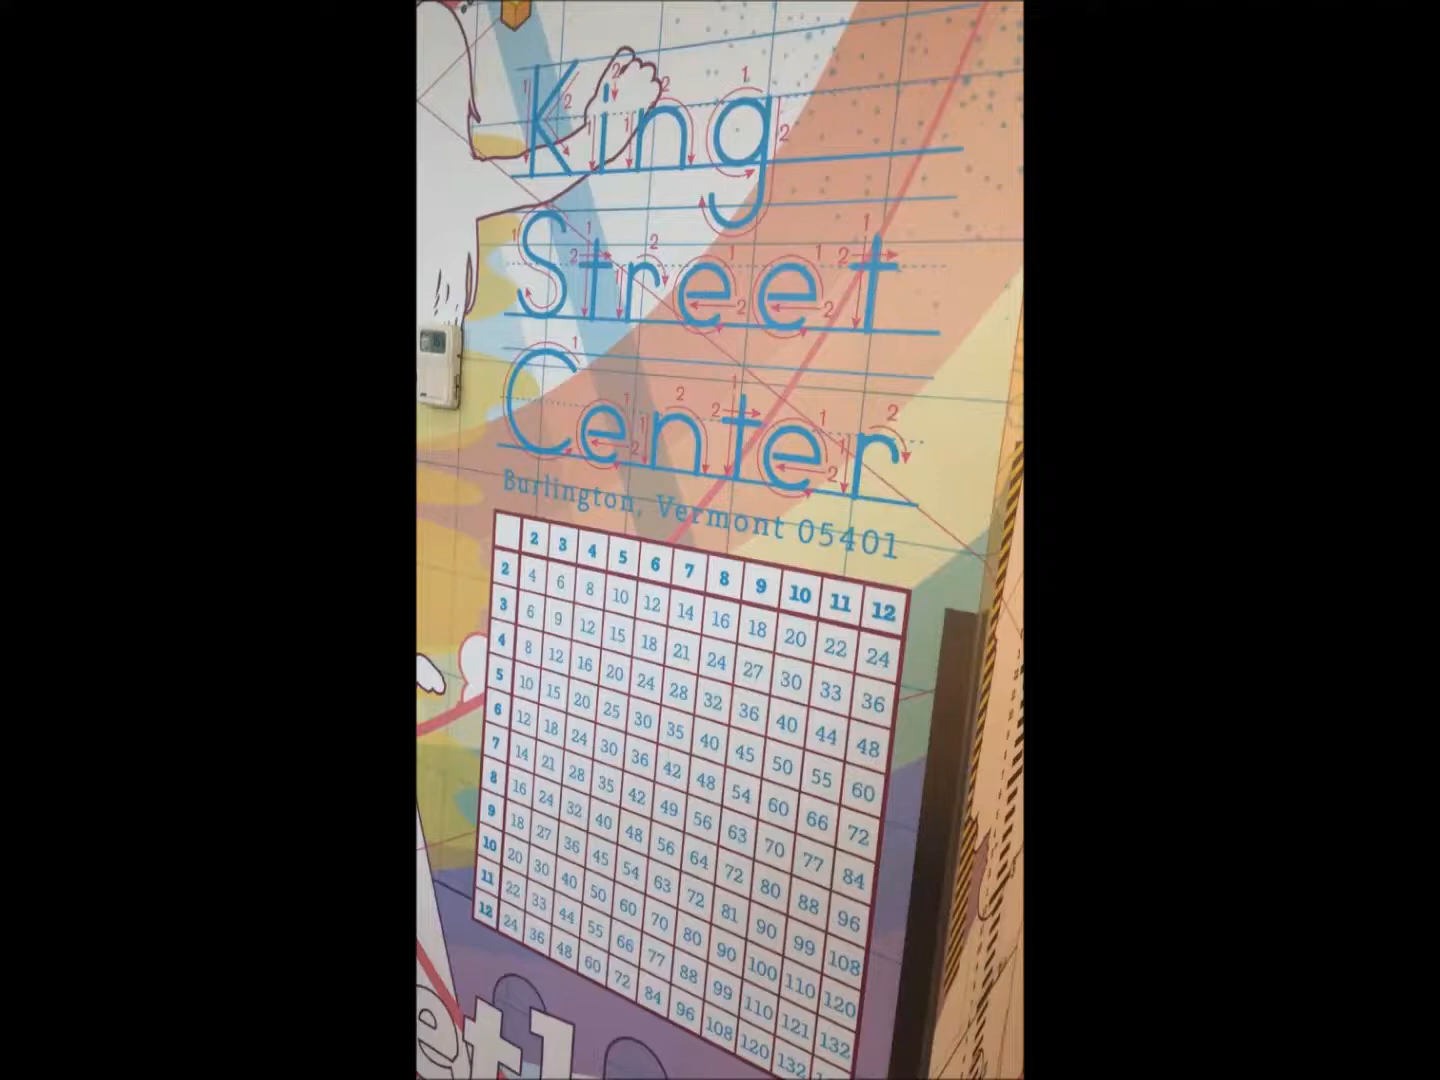 King
Street
Center
Burlington, Vermont 05401
2 3 4 5 6 7 8 9 10 11 12
2 4 6 8 10 12 14 16 18 20 22 24
3 6 9 12 15 18 21 24 27 30 33 36
4 8 12 16 20 24 28 32 36 40 44 48
5 10 15 20 25 30 35 40 45 50 55 60
6 12 18 24 30 36 42 48 54 60 66 72
7 14 21 28 35 42 49 56 63 70 77 84
8 16 24 32 40 48 56 64 72 80 88 96
9 18 27 36 45 54 63 72 81 90 99 108
10 20 30 40 50 60 70 80 90 100 110 120
11 22 33 44 55 66 77 88 99 110 121 132
12 24 36 48 60 72 84 96 108 120 132